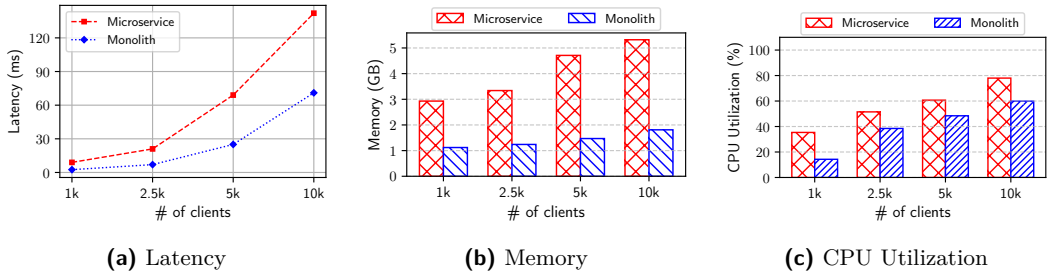 Microservice
Monolith
Latency (ms)
120
90
60
30
0
1k 2.5k 5k 10k
# of clients
(a) Latency
Microservice Monolith
Memory (GB)
5
4
3
2
1
0
1k 2.5k 5k 10k
# of clients
(b) Memory
Microservice Monolith
CPU Utilization (%)
100
80
60
40
20
0
1k 2.5k 5k 10k
# of clients
(c) CPU Utilization